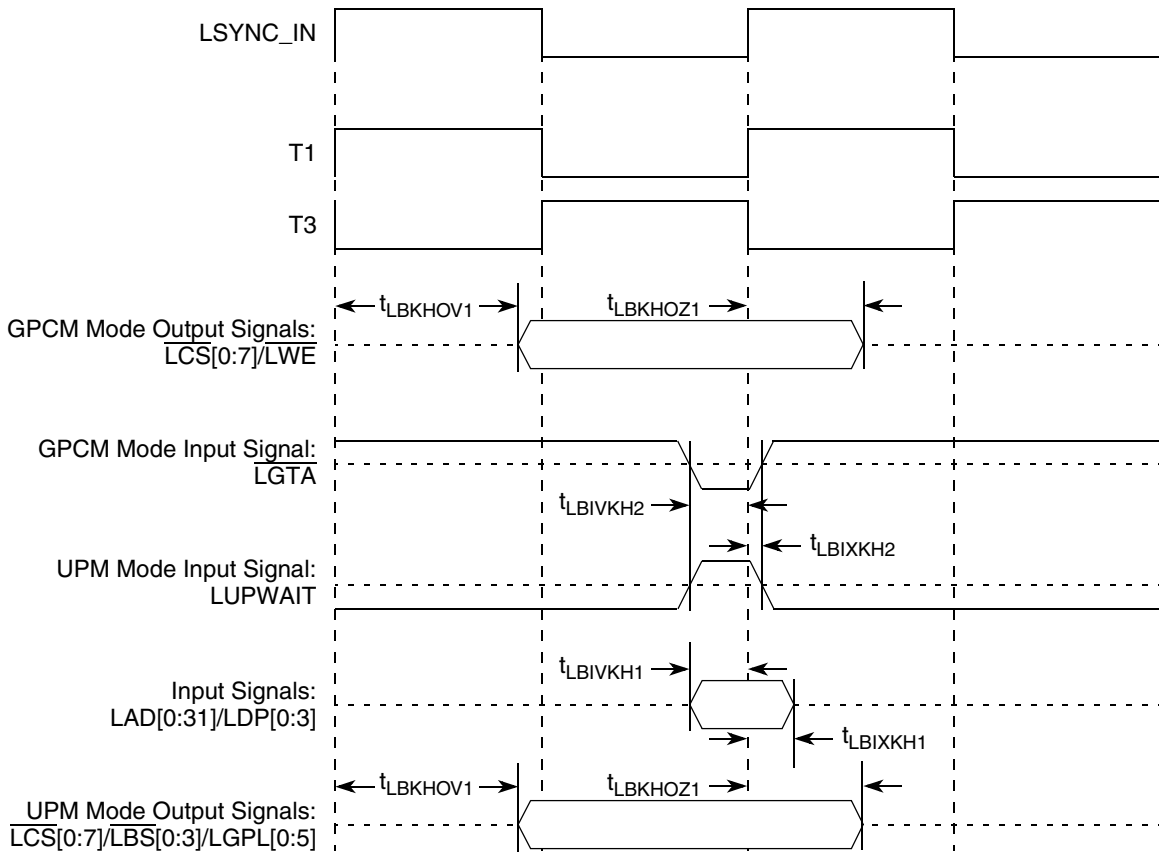 LSYNC_IN
T1
T3
tLBKHOV1
tLBKHOZ1
GPCM Mode Output Signals:
LCS[0:7]/LWE
GPCM Mode Input Signal:
LGTA
tLBIVKH2
tLBIXKH2
UPM Mode Input Signal:
LUPWAIT
tLBIVKH1
Input Signals:
LAD[0:31]/LDP[0:3]
tLBIXKH1
tLBKHOV1
tLBKHOZ1
UPM Mode Output Signals:
LCS[0:7]/LBS[0:3]/LGPL[0:5]